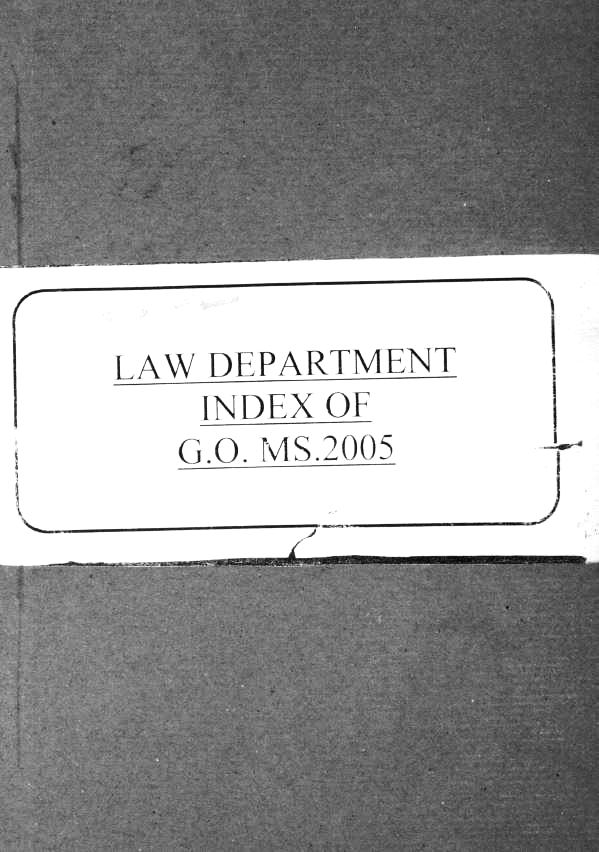 LAW DEPARTMENT
INDEX OF
G.O. MS.2005